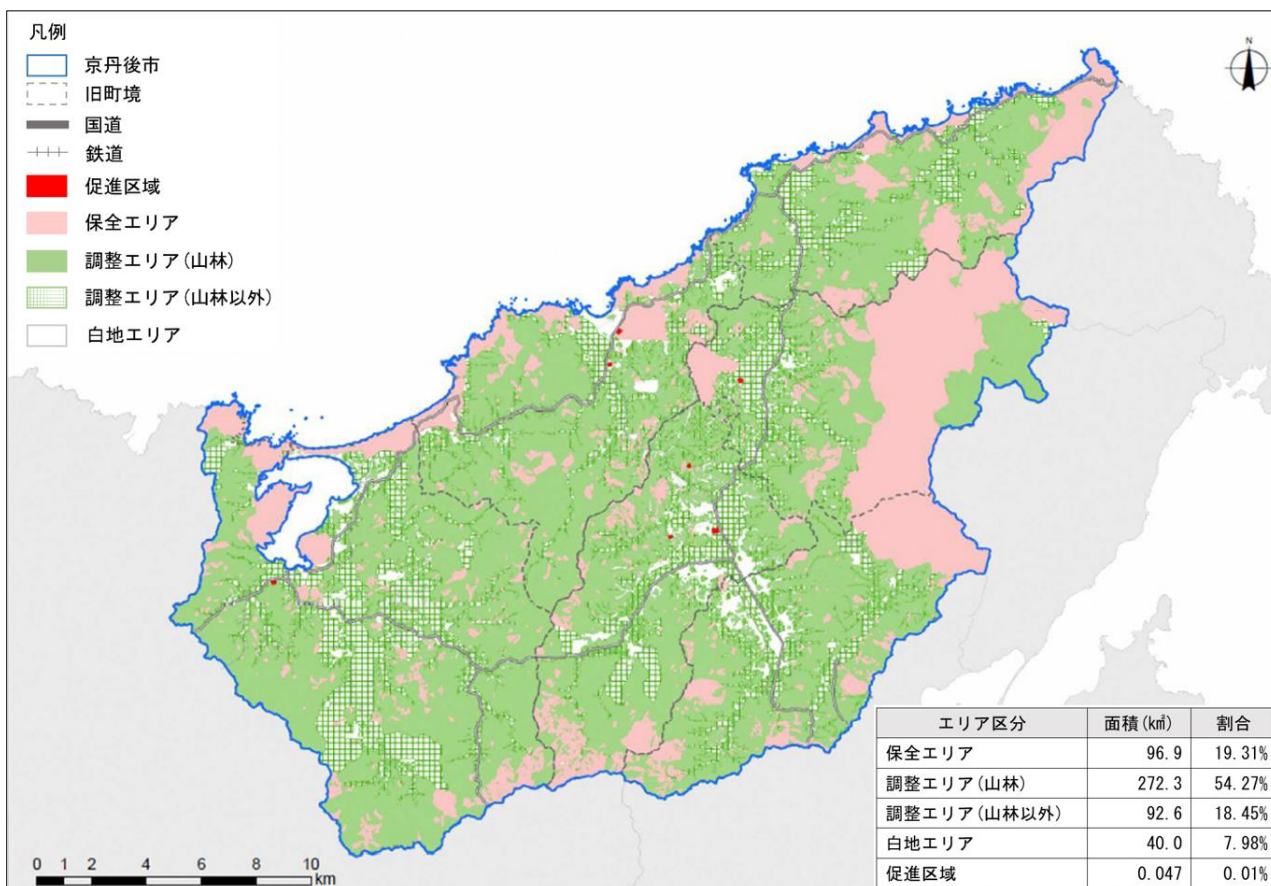 凡例
京丹後市
旧町境
国道
鉄道
促進区域
保全エリア
調整エリア(山林)
調整エリア(山林以外)
白地エリア
N
エリア区分 面積(㎢) 割合
保全エリア 96.9 19.31%
調整エリア(山林) 272.3 54.27%
調整エリア(山林以外) 92.6 18.45%
白地エリア 40.0 7.98%
促進区域 0.047 0.01%
0 1 2 4 6 8 10
km